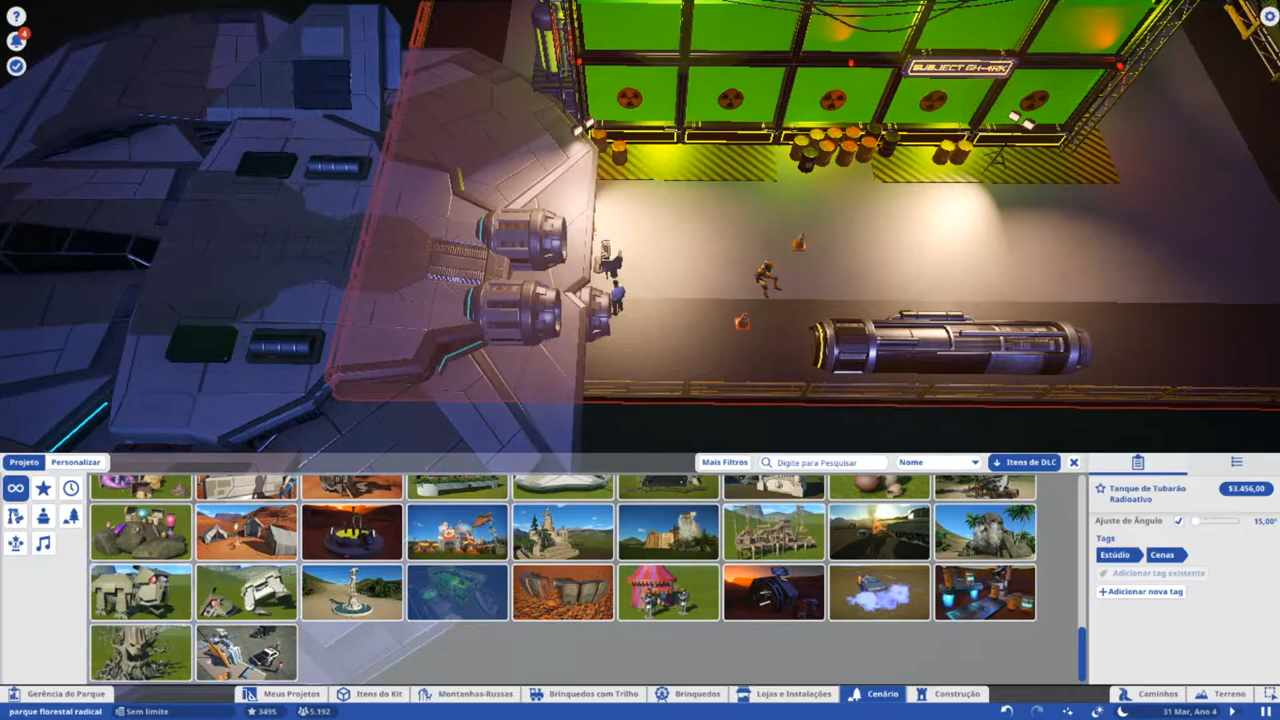 ?
4
SUBJECT GH-4RK
Projeto
Personalizar
Mais Filtros
Digite para Pesquisar
Nome
Itens de DLC
Tanque de Tubarão
Radioativo
$3.456,00
Ajuste de Ângulo
15,00°
Tags
Estúdio
Cenas
Adicionar tag existente
+Adicionar nova tag
Gerência do Parque
Meus Projetos
Itens do Kit
Montanhas-Russas
Brinquedos com Trilho
Brinquedos
Lojas e Instalações
Cenário
Construção
Caminhos
Terreno
parque florestal radical
Sem limite
3495
5.192
31 Mar, Ano 4